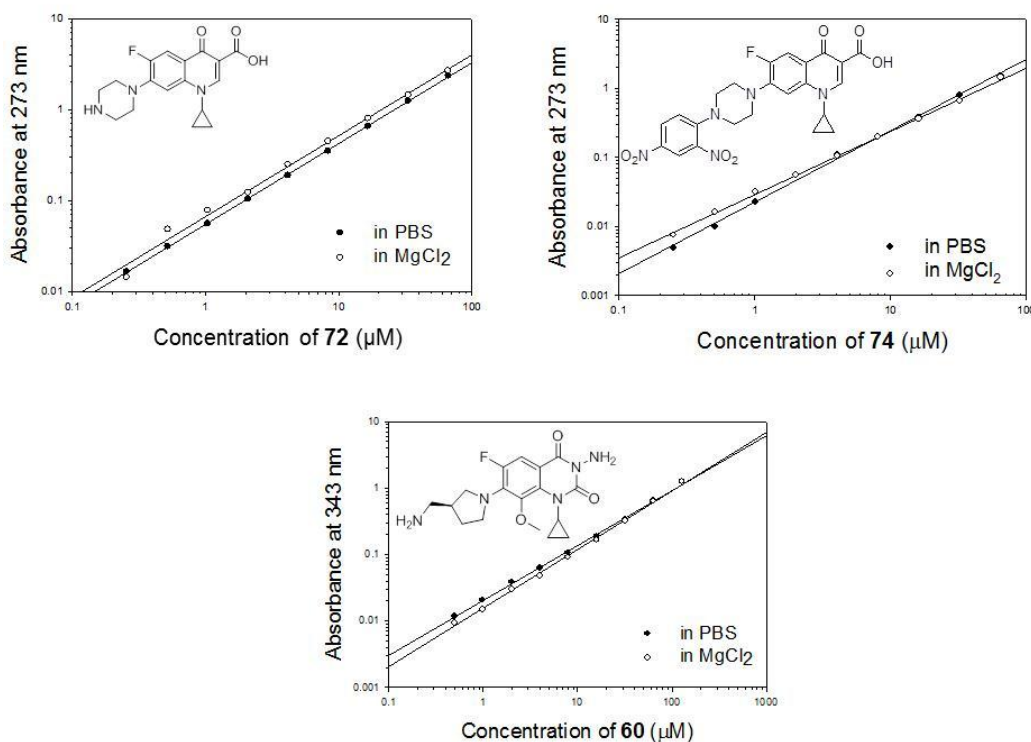 10
1
0.1
0.01
Absorbance at 273 nm
F
O
O
OH
N
N
N
HN
in PBS
in MgCl2
0.1
1
10
100
Concentration of 72 (µM)
10
1
0.1
0.01
0.001
Absorbance at 273 nm
F
O
O
OH
N
N
N
O2N
NO2
in PBS
in MgCl2
0.1
1
10
100
Concentration of 74 (µM)
10
1
0.1
0.01
0.001
Absorbance at 343 nm
O
F
NH2
N
N
N
O
O
H2N
in PBS
in MgCl2
0.1
1
10
100
1000
Concentration of 60 (µM)